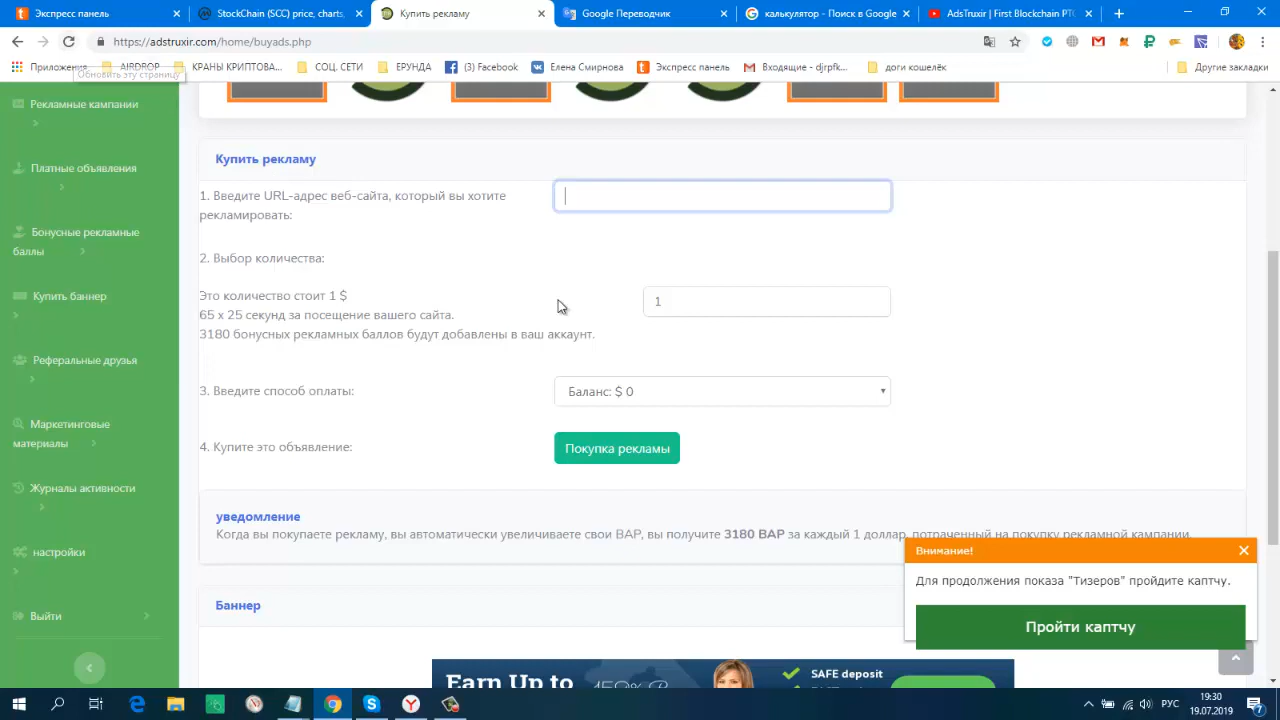 Экспресс панель
StockChain (SCC) price, charts,
Купить рекламу
Google Переводчик
калькулятор - Поиск в Google
AdsTruxir | First Blockchain PTC
https://adstruxir.com/home/buyads.php
Приложения
AIRDROP
КРАНЫ КРИПТОВА...
СОЦ. СЕТИ
ЕРУНДА
(3) Facebook
Елена Смирнова
Экспресс панель
Входящие - djrpfk...
доги кошелёк
Другие закладки
Обновить эту страницу
Рекламные кампании
Платные объявления
Бонусные рекламные
баллы
Купить баннер
Реферальные друзья
Маркетинговые
материалы
Журналы активности
настройки
Выйти
Купить рекламу
1. Введите URL-адрес веб-сайта, который вы хотите
рекламировать:
2. Выбор количества:
Это количество стоит 1 $
65 x 25 секунд за посещение вашего сайта.
3180 бонусных рекламных баллов будут добавлены в ваш аккаунт.
1
3. Введите способ оплаты:
Баланс: $ 0
4. Купите это объявление:
Покупка рекламы
уведомление
Когда вы покупаете рекламу, вы автоматически увеличиваете свои BAP, вы получите 3180 BAP за каждый 1 доллар, потраченный на покупку рекламной кампании.
Баннер
Earn Up to
SAFE deposit
Внимание!
Для продолжения показа "Тизеров" пройдите каптчу.
Пройти каптчу
РУС
19:30
19.07.2019